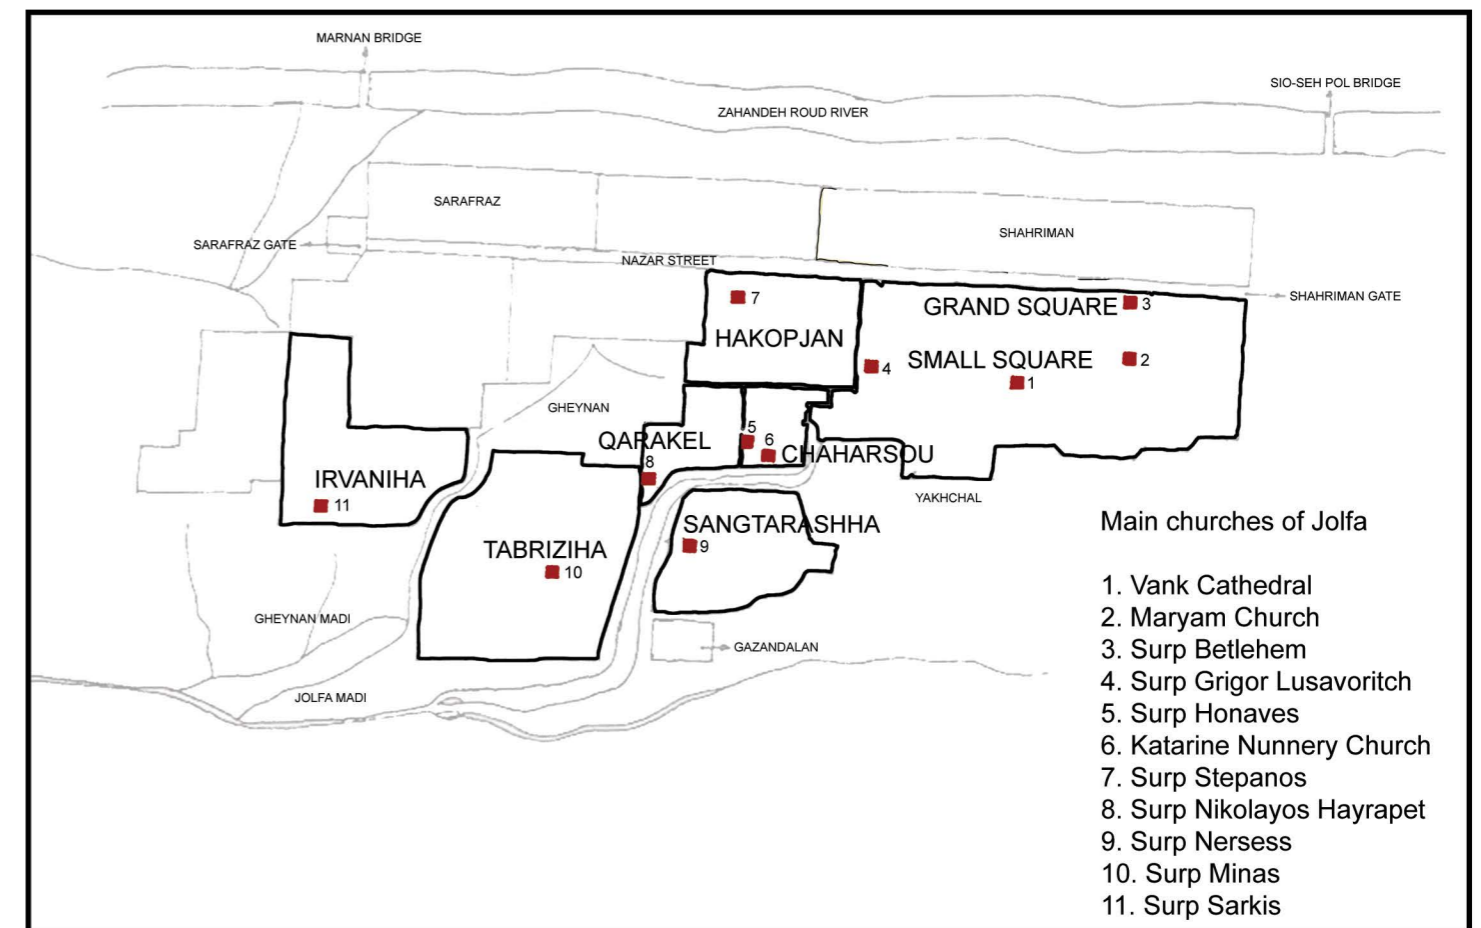 MARNAN BRIDGE
SIO-SEH POL BRIDGE
ZAHANDEH ROUD RIVER
SARAFRAZ
SHAHRIMAN
SARAFRAZ GATE
NAZAR STREET
SHAHRIMAN GATE
7
GRAND SQUARE
3
HAKOPJAN
SMALL SQUARE
2
4
1
GHEYNAN
5
QARAKEL
6
CHAHARSOU
8
IRVANIHA
YAKHCHAL
11
SANGTARASHHA
9
TABRIZIHA
10
GHEYNAN MADI
GAZANDALAN
JOLFA MADI
Main churches of Jolfa
1. Vank Cathedral
2. Maryam Church
3. Surp Betlehem
4. Surp Grigor Lusavoritch
5. Surp Honaves
6. Katarine Nunnery Church
7. Surp Stepanos
8. Surp Nikolayos Hayrapet
9. Surp Nersess
10. Surp Minas
11. Surp Sarkis